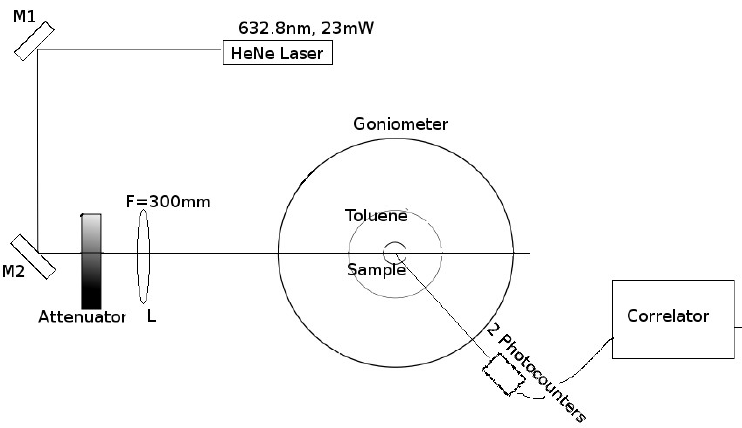 M1
632.8nm, 23mW
HeNe Laser
Goniometer
F=300mm
Toluene
Sample
M2
Attenuator
L
2 Photocounters
Correlator